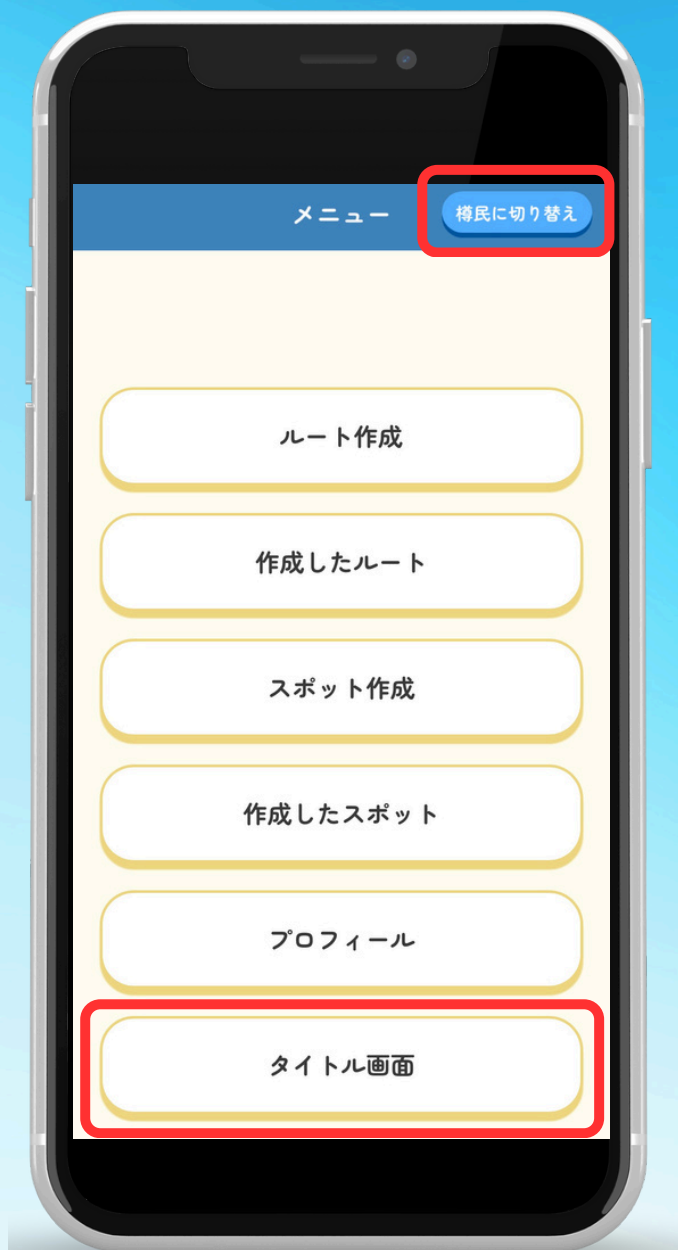 メニュー
樽民に切り替え
ルート作成
作成したルート
スポット作成
作成したスポット
プロフィール
タイトル画面